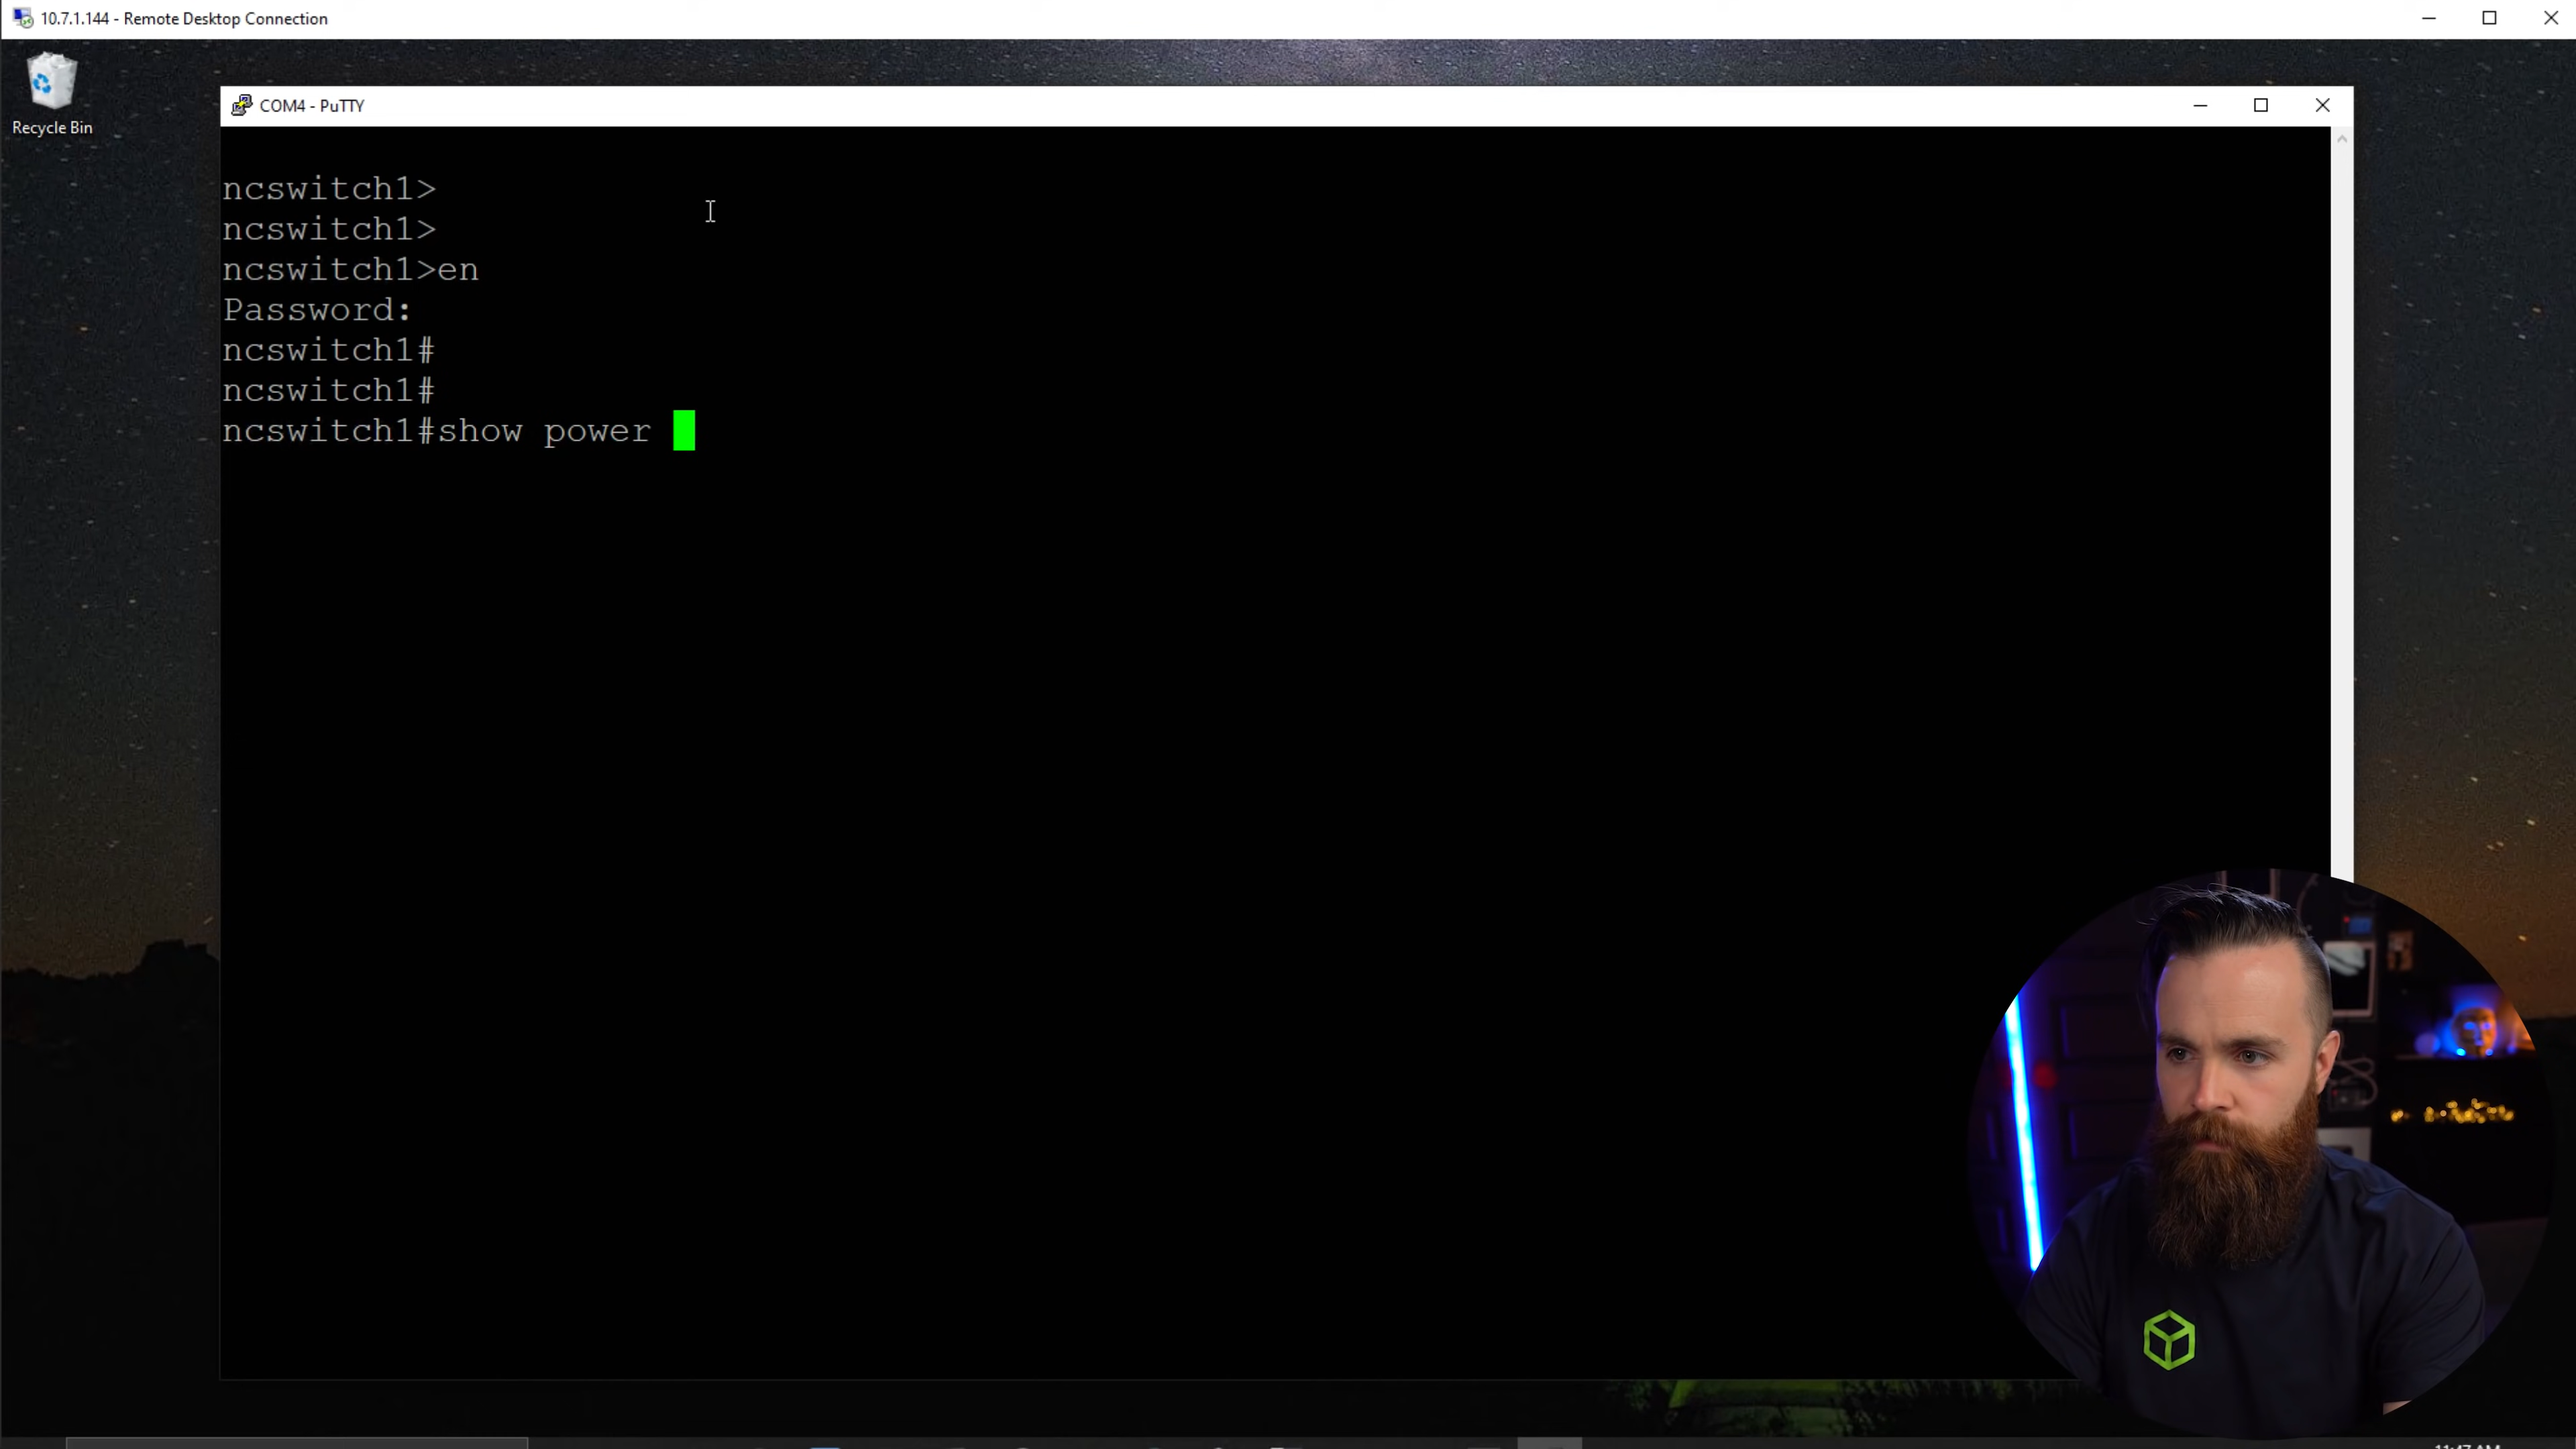 10.7.1.144 - Remote Desktop Connection
Recycle Bin
COM4 - PuTTY
ncswitch1>
ncswitch1>
ncswitch1>en
Password:
ncswitch1#
ncswitch1#
ncswitch1#show power